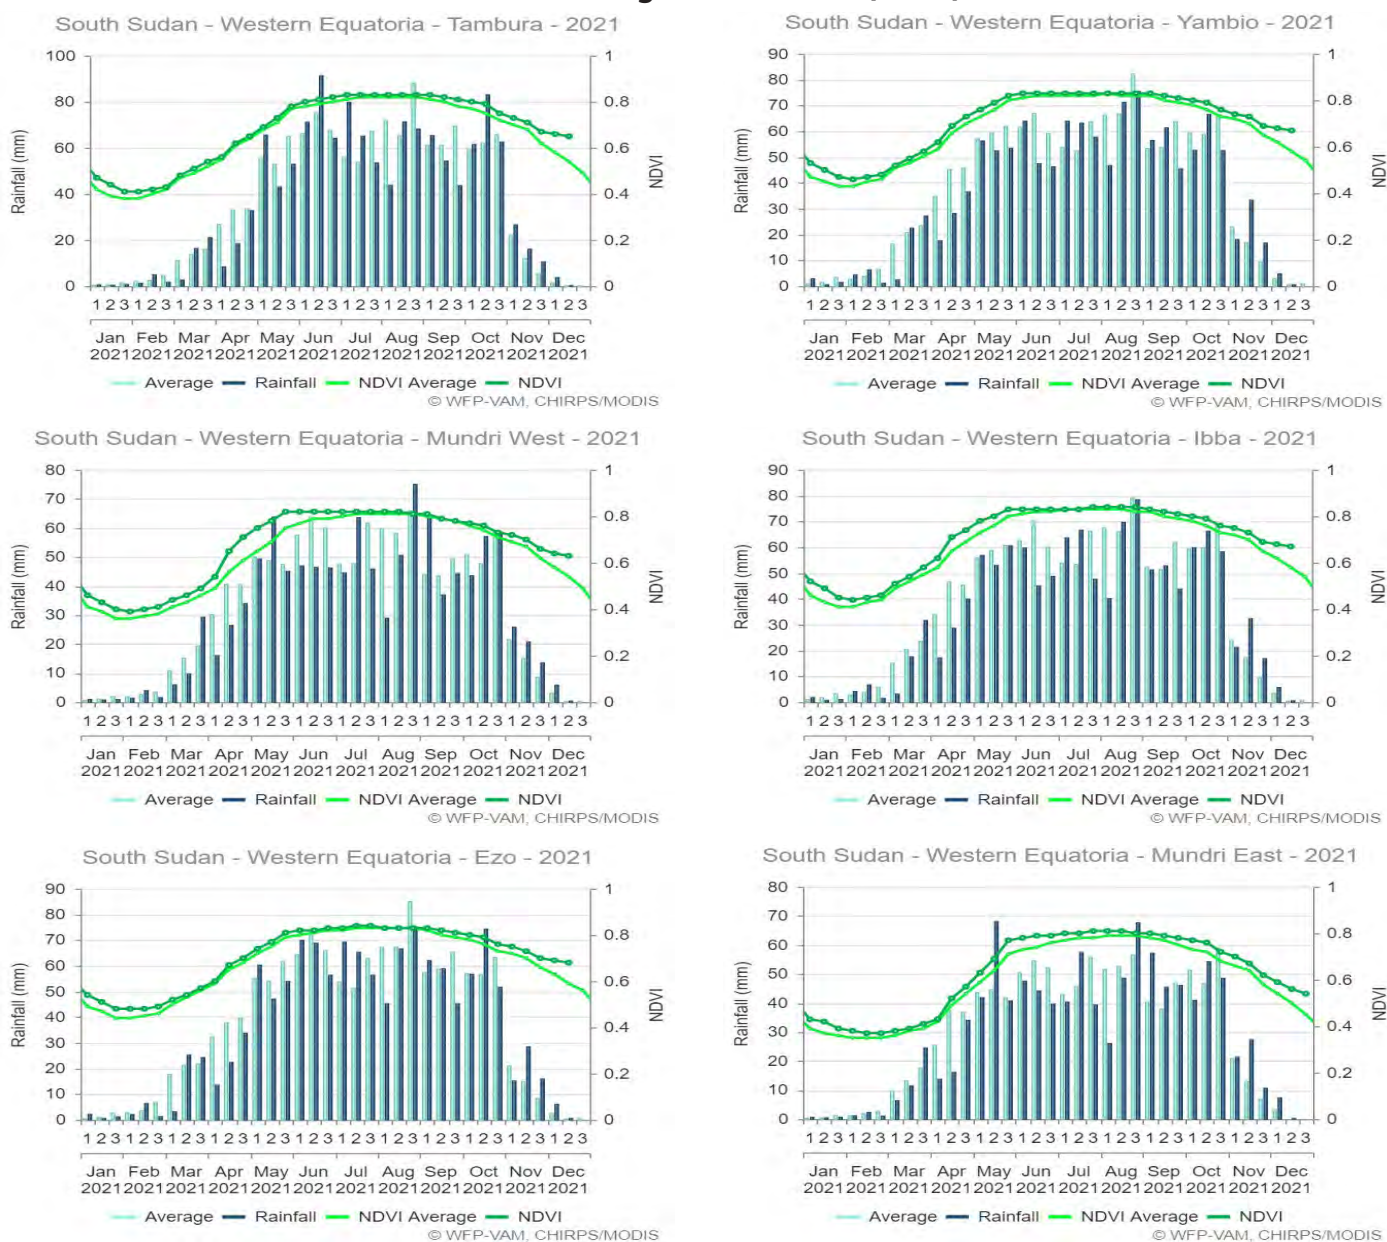 South Sudan - Western Equatoria - Tambura - 2021
100
80
60
40
20
0
Rainfall (mm)
1
0.8
0.6
0.4
0.2
0
NDVI
1 2 3 1 2 3 1 2 3 1 2 3 1 2 3 1 2 3 1 2 3 1 2 3 1 2 3 1 2 3 1 2 3 1 2 3
Jan Feb Mar Apr May Jun Jul Aug Sep Oct Nov Dec
2021 2021 2021 2021 2021 2021 2021 2021 2021 2021 2021 2021
Average Rainfall NDVI Average NDVI
© WFP-VAM, CHIRPS/MODIS
South Sudan - Western Equatoria - Yambio - 2021
90
80
70
60
50
40
30
20
10
0
Rainfall (mm)
1
0.8
0.6
0.4
0.2
0
NDVI
1 2 3 1 2 3 1 2 3 1 2 3 1 2 3 1 2 3 1 2 3 1 2 3 1 2 3 1 2 3 1 2 3 1 2 3
Jan Feb Mar Apr May Jun Jul Aug Sep Oct Nov Dec
2021 2021 2021 2021 2021 2021 2021 2021 2021 2021 2021 2021
Average Rainfall NDVI Average NDVI
© WFP-VAM, CHIRPS/MODIS
South Sudan - Western Equatoria - Mundri West - 2021
80
70
60
50
40
30
20
10
0
Rainfall (mm)
1
0.8
0.6
0.4
0.2
0
NDVI
1 2 3 1 2 3 1 2 3 1 2 3 1 2 3 1 2 3 1 2 3 1 2 3 1 2 3 1 2 3 1 2 3 1 2 3
Jan Feb Mar Apr May Jun Jul Aug Sep Oct Nov Dec
2021 2021 2021 2021 2021 2021 2021 2021 2021 2021 2021 2021
Average Rainfall NDVI Average NDVI
© WFP-VAM, CHIRPS/MODIS
South Sudan - Western Equatoria - Ibba - 2021
90
80
70
60
50
40
30
20
10
0
Rainfall (mm)
1
0.8
0.6
0.4
0.2
0
NDVI
1 2 3 1 2 3 1 2 3 1 2 3 1 2 3 1 2 3 1 2 3 1 2 3 1 2 3 1 2 3 1 2 3 1 2 3
Jan Feb Mar Apr May Jun Jul Aug Sep Oct Nov Dec
2021 2021 2021 2021 2021 2021 2021 2021 2021 2021 2021 2021
Average Rainfall NDVI Average NDVI
© WFP-VAM, CHIRPS/MODIS
South Sudan - Western Equatoria - Ezo - 2021
90
80
70
60
50
40
30
20
10
0
Rainfall (mm)
1
0.8
0.6
0.4
0.2
0
NDVI
1 2 3 1 2 3 1 2 3 1 2 3 1 2 3 1 2 3 1 2 3 1 2 3 1 2 3 1 2 3 1 2 3 1 2 3
Jan Feb Mar Apr May Jun Jul Aug Sep Oct Nov Dec
2021 2021 2021 2021 2021 2021 2021 2021 2021 2021 2021 2021
Average Rainfall NDVI Average NDVI
© WFP-VAM, CHIRPS/MODIS
South Sudan - Western Equatoria - Mundri East - 2021
80
70
60
50
40
30
20
10
0
Rainfall (mm)
1
0.8
0.6
0.4
0.2
0
NDVI
1 2 3 1 2 3 1 2 3 1 2 3 1 2 3 1 2 3 1 2 3 1 2 3 1 2 3 1 2 3 1 2 3 1 2 3
Jan Feb Mar Apr May Jun Jul Aug Sep Oct Nov Dec
2021 2021 2021 2021 2021 2021 2021 2021 2021 2021 2021 2021
Average Rainfall NDVI Average NDVI
© WFP-VAM, CHIRPS/MODIS